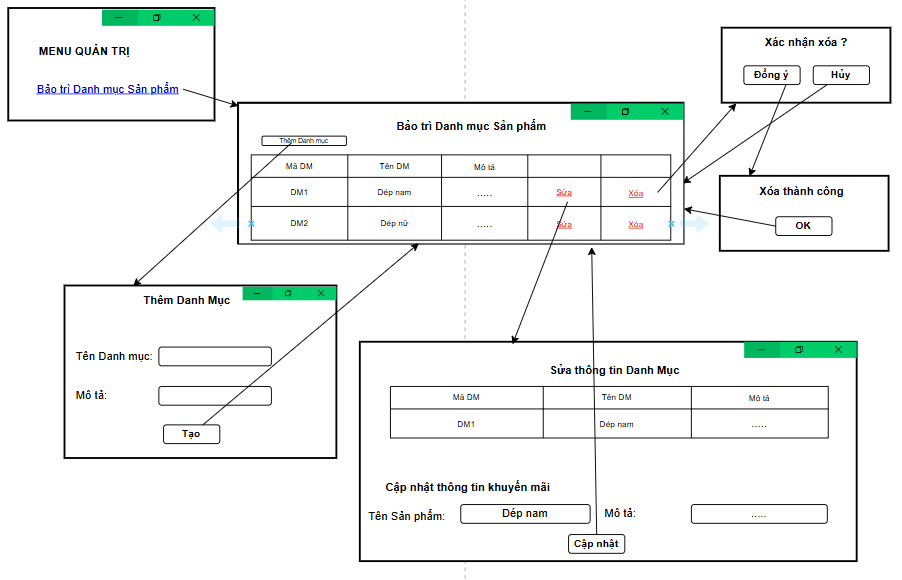 MENU QUẢN TRỊ
Bảo trì Danh mục Sản phẩm
Xác nhận xóa ?
Đồng ý
Hủy
Bảo trì Danh mục Sản phẩm
Thêm Danh mục
Mã DM
Tên DM
Mô tả
DM1
Dép nam
.....
Sửa
Xóa
DM2
Dép nữ
.....
Sửa
Xóa
Xóa thành công
OK
Thêm Danh Mục
Tên Danh mục:
Mô tả:
Tạo
Sửa thông tin Danh Mục
Mã DM
Tên DM
Mô tả
DM1
Dép nam
.....
Cập nhật thông tin khuyến mãi
Tên Sản phẩm:
Dép nam
Mô tả:
.....
Cập nhật